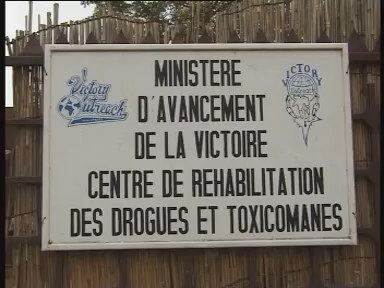 Victory
Outreach
VICTORY
MINISTERE
D'AVANCEMENT
DE LA VICTOIRE
CENTRE DE REHABILITATION
DES DROGUES ET TOXICOMANES